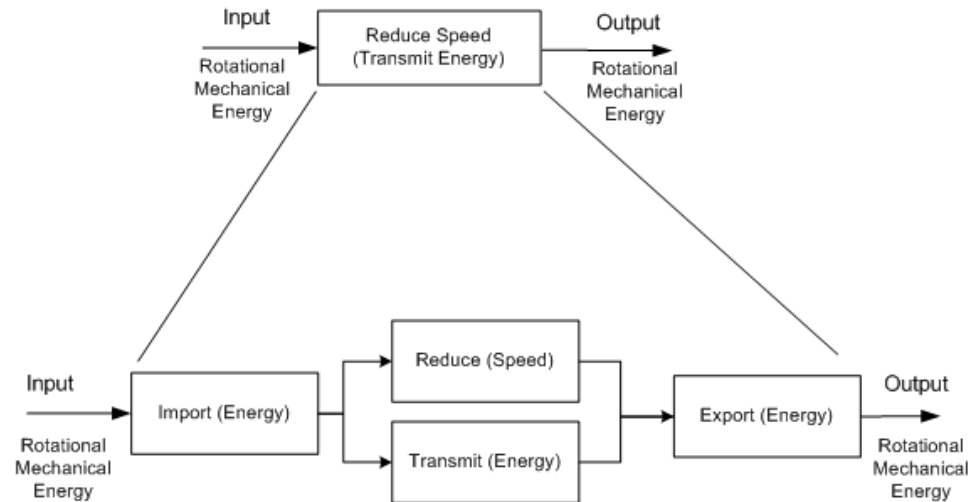 Input
Rotational
Mechanical
Energy
Reduce Speed
(Transmit Energy)
Output
Rotational
Mechanical
Energy
Input
Rotational
Mechanical
Energy
Import (Energy)
Reduce (Speed)
Transmit (Energy)
Export (Energy)
Output
Rotational
Mechanical
Energy